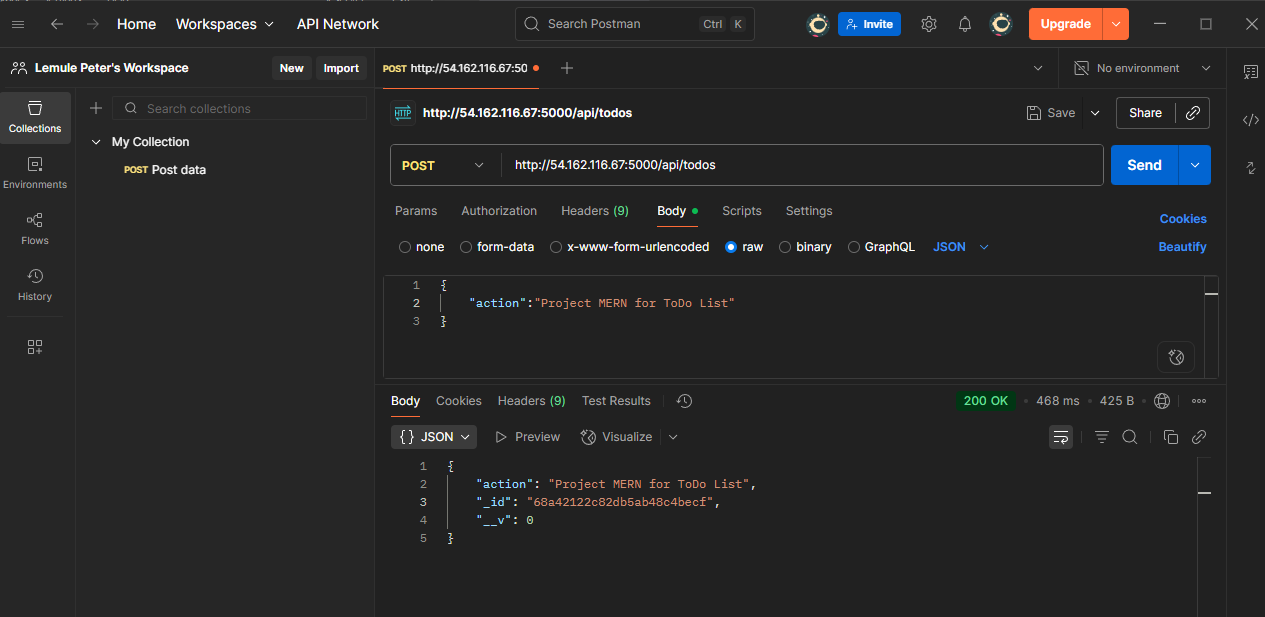 Home Workspaces API Network Search Postman Ctrl K Invite Upgrade
Lemule Peter's Workspace New Import POST http://54.162.116.67:50 No environment
Collections
Environments
Flows
History
Search collections
My Collection
POST Post data
HTTP http://54.162.116.67:5000/api/todos Save Share
POST http://54.162.116.67:5000/api/todos Send
Params Authorization Headers (9) Body Scripts Settings Cookies
none form-data x-www-form-urlencoded raw binary GraphQL JSON Beautify
1 {
2 "action":"Project MERN for ToDo List"
3 }
Body Cookies Headers (9) Test Results 200 OK 468 ms 425 B
{} JSON Preview Visualize
1 {
2 "action": "Project MERN for ToDo List",
3 "_id": "68a42122c82db5ab48c4becf",
4 "__v": 0
5 }